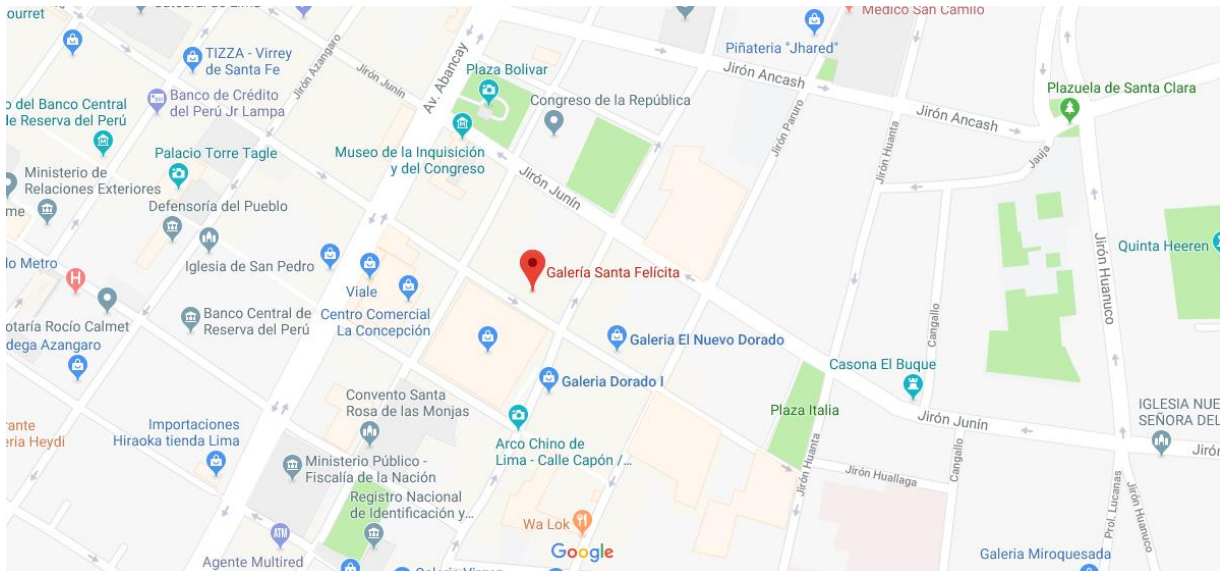 ourret
Catedral de Lima
Médico San Camilo
TIZZA - Virrey
de Santa Fe
Jirón Azangaro
Jirón Junín
Av. Abancay
Plaza Bolivar
Piñateria "Jhared"
Jirón Ancash
Plazuela de Santa Clara
o del Banco Central
de Reserva del Perú
Banco de Crédito
del Perú Jr Lampa
Congreso de la República
Jirón Paruro
Jirón Huanta
Jirón Ancash
Jauja
Palacio Torre Tagle
Museo de la Inquisición
y del Congreso
Jirón Junín
Ministerio de
Relaciones Exteriores
me
Defensoría del Pueblo
Iglesia de San Pedro
lo Metro
H
Viale
Galería Santa Felícita
Quinta Heeren
Jirón Huanuco
otaría Rocío Calmet
dega Azangaro
Banco Central de
Reserva del Perú
Centro Comercial
La Concepción
Galeria El Nuevo Dorado
Cangallo
Casona El Buque
Galeria Dorado I
Convento Santa
Rosa de las Monjas
Plaza Italia
Jirón Junín
IGLESIA NUE
SEÑORA DEL
Jirón
rante
eria Heydi
Importaciones
Hiraoka tienda Lima
Arco Chino de
Lima - Calle Capón /...
Ministerio Público -
Fiscalía de la Nación
Jirón Huanta
Jirón Huallaga
Cangallo
Prol. Lucanas
Jirón Huanuco
Registro Nacional
de Identificación y...
Wa Lok
ATM
Agente Multired
Google
Galeria Miroquesada